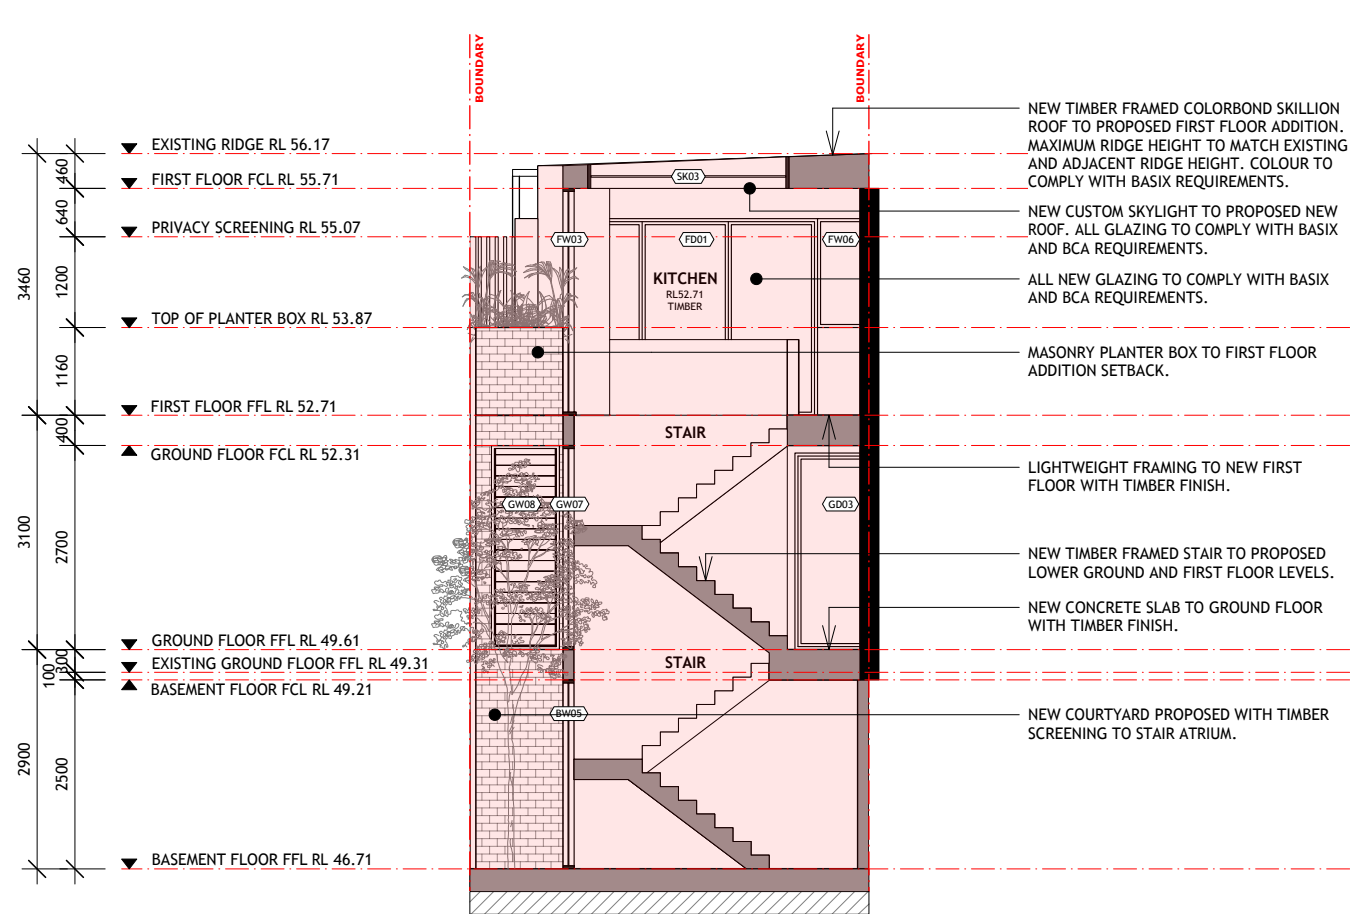 BOUNDARY
BOUNDARY
EXISTING RIDGE RL 56.17
FIRST FLOOR FCL RL 55.71
PRIVACY SCREENING RL 55.07
TOP OF PLANTER BOX RL 53.87
FIRST FLOOR FFL RL 52.71
GROUND FLOOR FCL RL 52.31
GROUND FLOOR FFL RL 49.61
EXISTING GROUND FLOOR FFL RL 49.31
BASEMENT FLOOR FCL RL 49.21
BASEMENT FLOOR FFL RL 46.71
3460
3100
2900
460
640
1200
1160
400
2700
300
100
2500
SK03
FW03
FD01
FW06
KITCHEN
RL52.71
TIMBER
STAIR
GW08
GW07
GD03
STAIR
BW05
NEW TIMBER FRAMED COLORBOND SKILLION
ROOF TO PROPOSED FIRST FLOOR ADDITION.
MAXIMUM RIDGE HEIGHT TO MATCH EXISTING
AND ADJACENT RIDGE HEIGHT. COLOUR TO
COMPLY WITH BASIX REQUIREMENTS.
NEW CUSTOM SKYLIGHT TO PROPOSED NEW
ROOF. ALL GLAZING TO COMPLY WITH BASIX
AND BCA REQUIREMENTS.
ALL NEW GLAZING TO COMPLY WITH BASIX
AND BCA REQUIREMENTS.
MASONRY PLANTER BOX TO FIRST FLOOR
ADDITION SETBACK.
LIGHTWEIGHT FRAMING TO NEW FIRST
FLOOR WITH TIMBER FINISH.
NEW TIMBER FRAMED STAIR TO PROPOSED
LOWER GROUND AND FIRST FLOOR LEVELS.
NEW CONCRETE SLAB TO GROUND FLOOR
WITH TIMBER FINISH.
NEW COURTYARD PROPOSED WITH TIMBER
SCREENING TO STAIR ATRIUM.